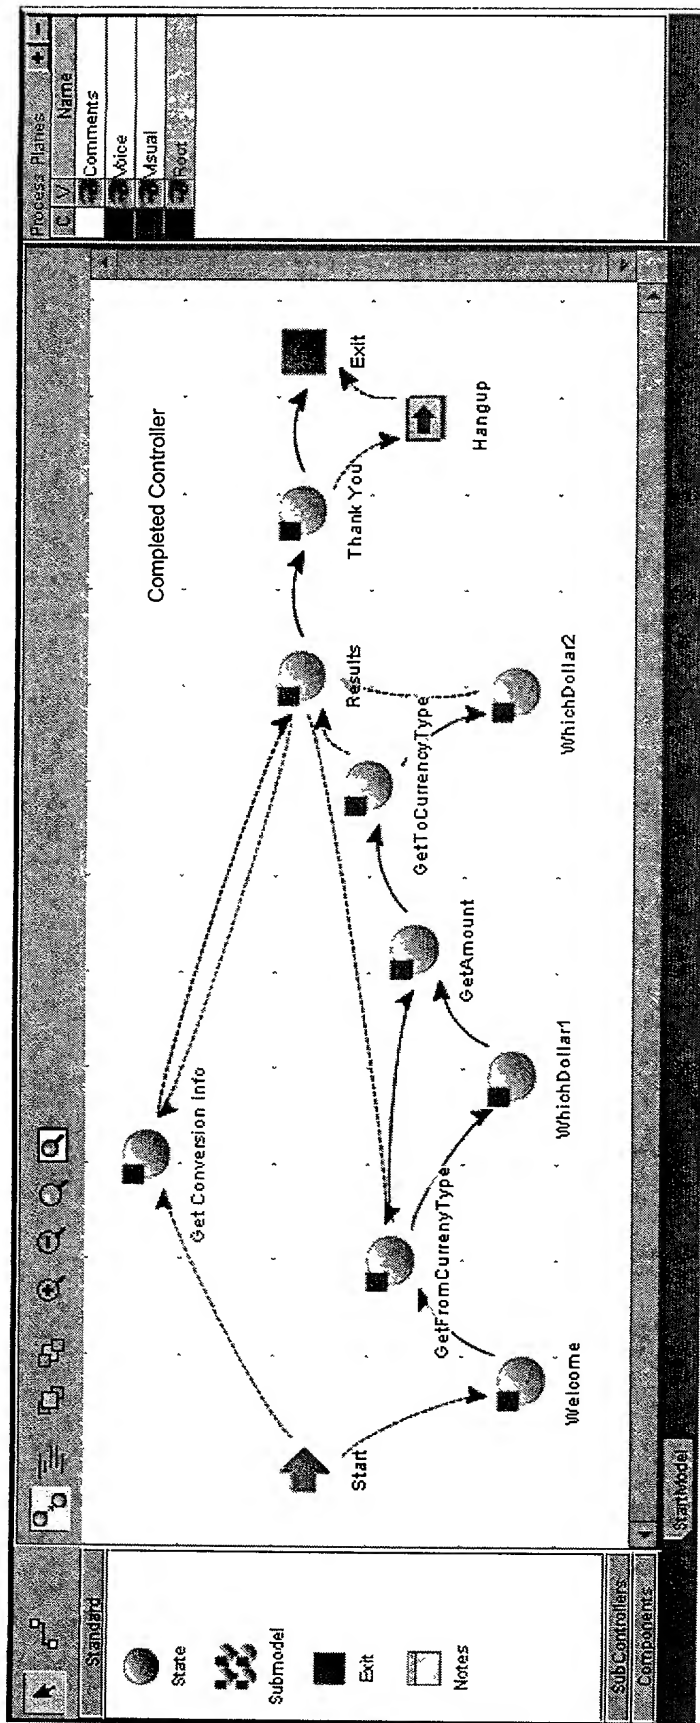 Standard
State
Submodel
Exit
Notes
SubControllers
Components
Completed Controller
Get Conversion Info
Start
Welcome
GetFromCurrenyType
WhichDollar1
GetAmount
GetToCurrencyType
WhichDollar2
Results
Thank You
Hangup
Exit
StartModel
Process Planes + −
C V Name
Comments
Voice
Visual
Root